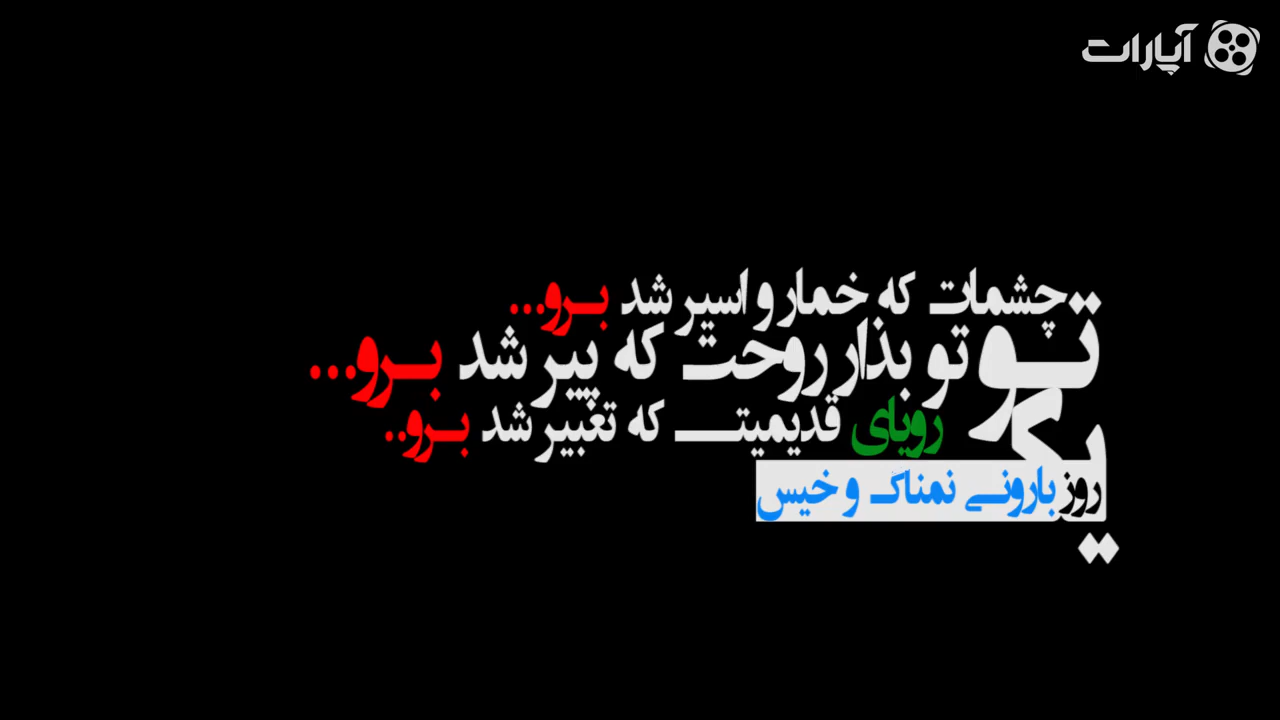 آپارات
چشمات که خمار و اسیر شد برو...
تو
تو بذار روحت که پیر شد برو...
رویای قدیمیت که تغییر شد برو..
یک
روز بارونی نمناک و خیس